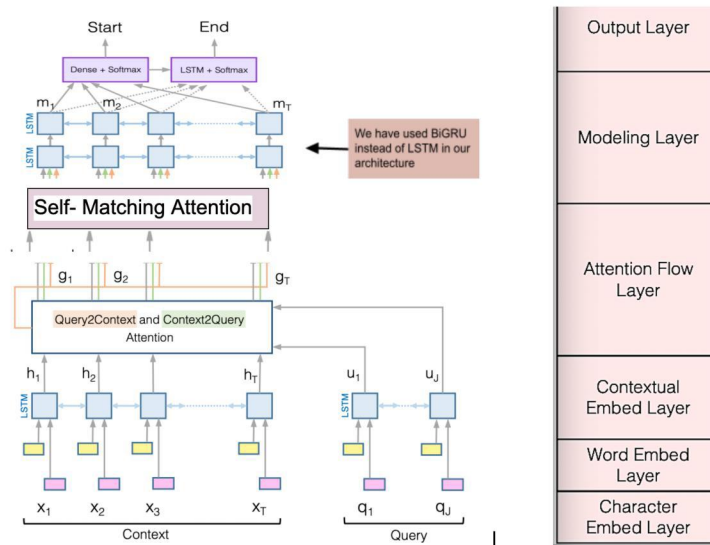 Start
End
Output Layer
Dense + Softmax
LSTM + Softmax
m1
m2
mT
LSTM
We have used BiGRU
instead of LSTM in our
architecture
Modeling Layer
LSTM
Self- Matching Attention
g1
g2
gT
Attention Flow
Layer
Query2Context and Context2Query
Attention
h1
h2
hT
u1
uJ
LSTM
LSTM
Contextual
Embed Layer
Word Embed
Layer
x1
x2
x3
xT
q1
qJ
Character
Embed Layer
Context
Query